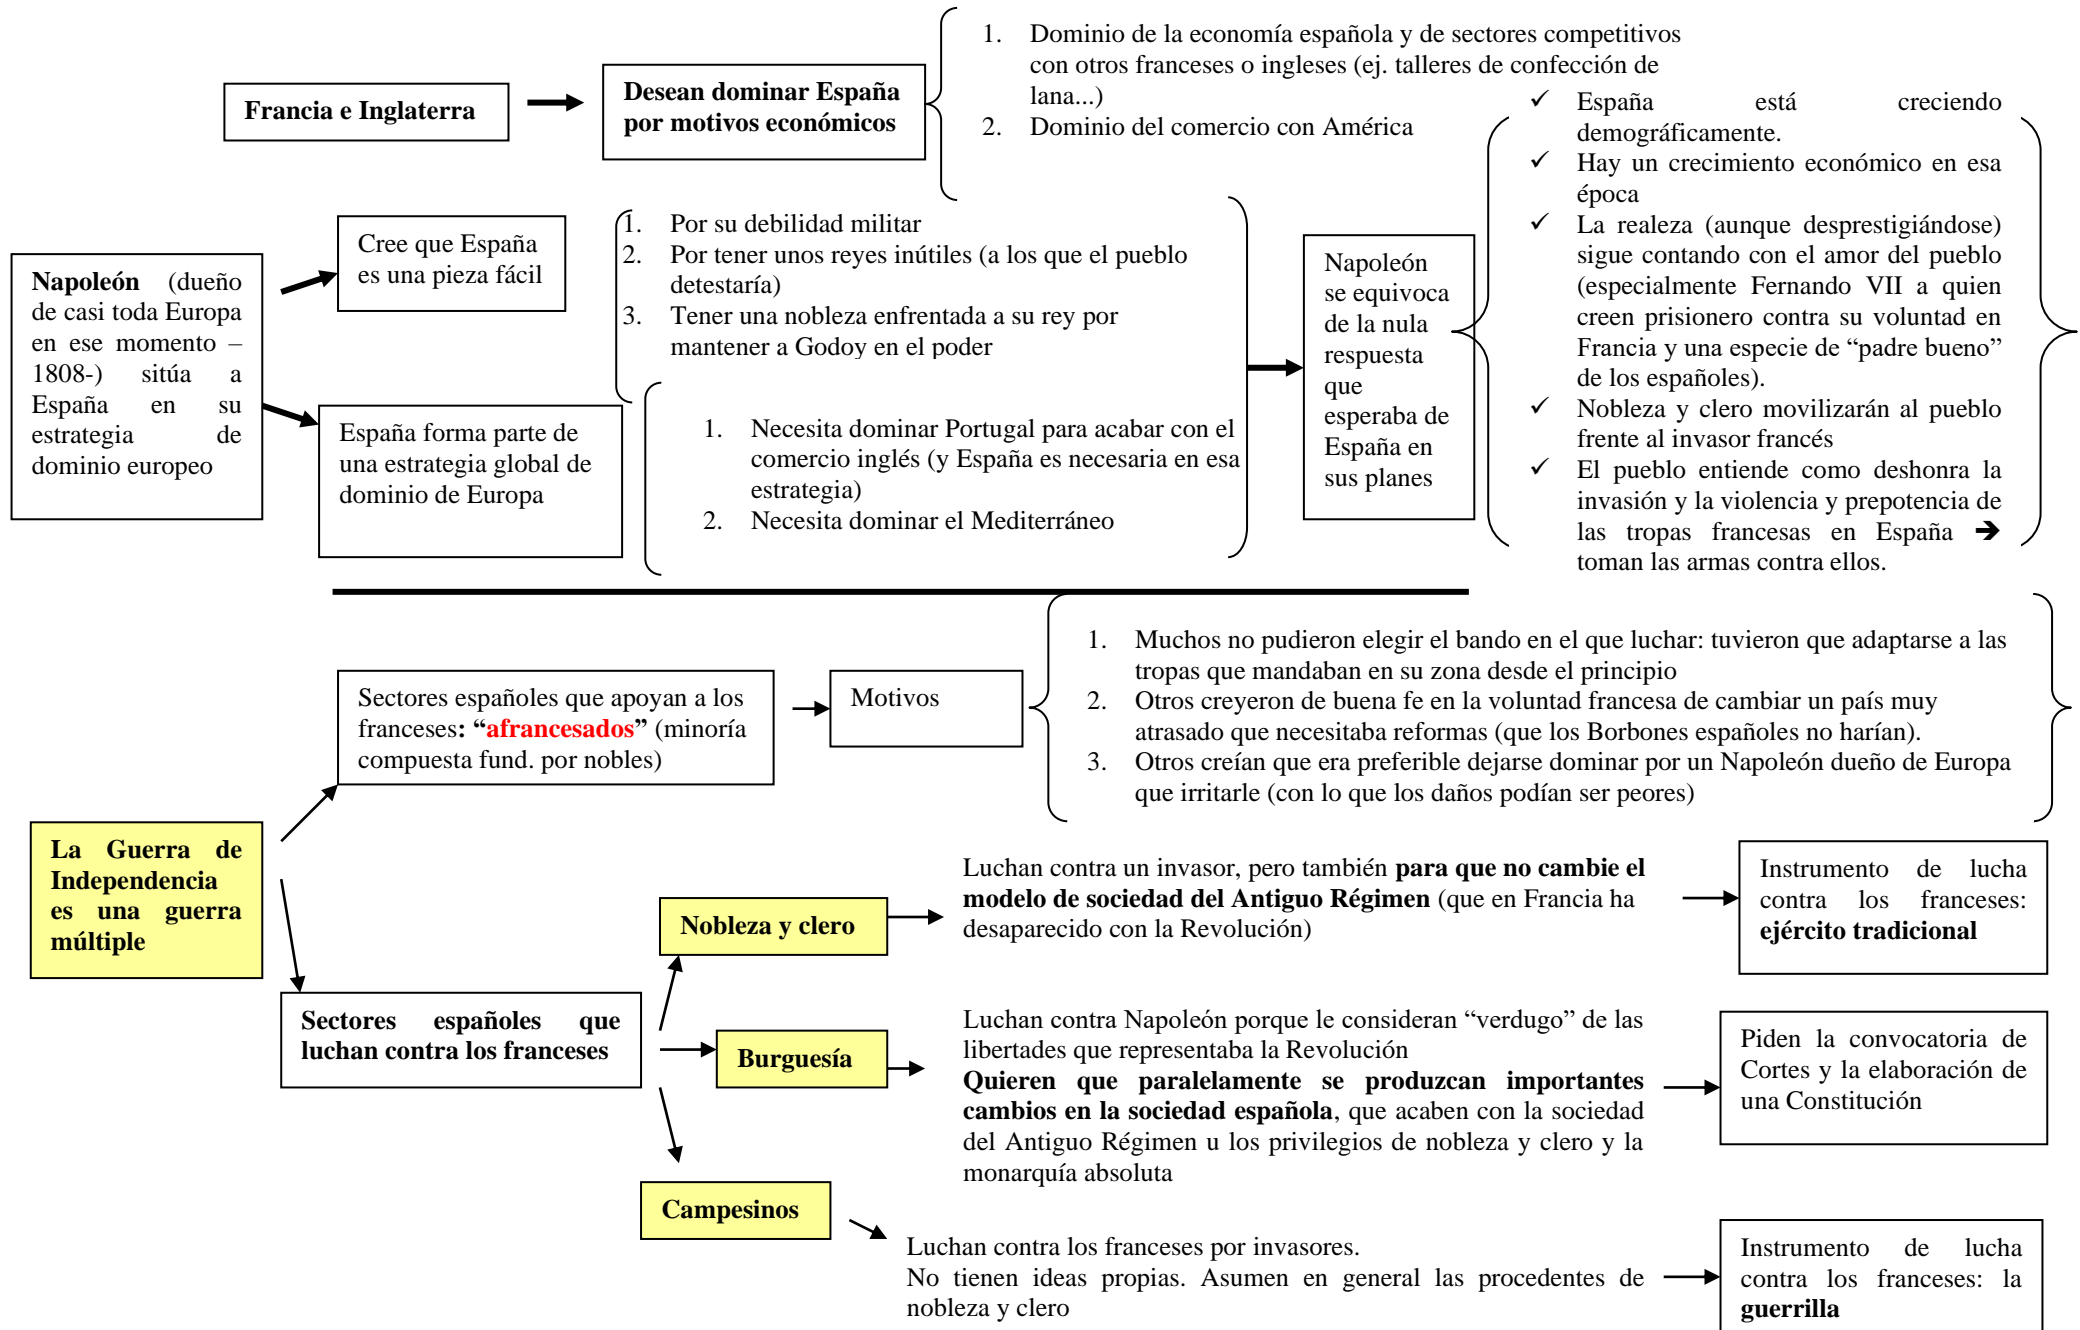 Francia e Inglaterra
Desean dominar España
por motivos económicos
1. Dominio de la economía española y de sectores competitivos
con otros franceses o ingleses (ej. talleres de confección de
lana...)
2. Dominio del comercio con América
Napoleón (dueño
de casi toda Europa
en ese momento –
1808-) sitúa a
España en su
estrategia de
dominio europeo
Cree que España
es una pieza fácil
1. Por su debilidad militar
2. Por tener unos reyes inútiles (a los que el pueblo
detestaría)
3. Tener una nobleza enfrentada a su rey por
mantener a Godoy en el poder
España forma parte de
una estrategia global de
dominio de Europa
1. Necesita dominar Portugal para acabar con el
comercio inglés (y España es necesaria en esa
estrategia)
2. Necesita dominar el Mediterráneo
Napoleón
se equivoca
de la nula
respuesta
que
esperaba de
España en
sus planes
✓ España está creciendo
demográficamente.
✓ Hay un crecimiento económico en esa
época
✓ La realeza (aunque desprestigiándose)
sigue contando con el amor del pueblo
(especialmente Fernando VII a quien
creen prisionero contra su voluntad en
Francia y una especie de “padre bueno”
de los españoles).
✓ Nobleza y clero movilizarán al pueblo
frente al invasor francés
✓ El pueblo entiende como deshonra la
invasión y la violencia y prepotencia de
las tropas francesas en España ➔
toman las armas contra ellos.
La Guerra de
Independencia
es una guerra
múltiple
Sectores españoles que apoyan a los
franceses: “afrancesados” (minoría
compuesta fund. por nobles)
Motivos
1. Muchos no pudieron elegir el bando en el que luchar: tuvieron que adaptarse a las
tropas que mandaban en su zona desde el principio
2. Otros creyeron de buena fe en la voluntad francesa de cambiar un país muy
atrasado que necesitaba reformas (que los Borbones españoles no harían).
3. Otros creían que era preferible dejarse dominar por un Napoleón dueño de Europa
que irritarle (con lo que los daños podían ser peores)
Sectores españoles que
luchan contra los franceses
Nobleza y clero
Luchan contra un invasor, pero también para que no cambie el
modelo de sociedad del Antiguo Régimen (que en Francia ha
desaparecido con la Revolución)
Instrumento de lucha
contra los franceses:
ejército tradicional
Burguesía
Luchan contra Napoleón porque le consideran “verdugo” de las
libertades que representaba la Revolución
Quieren que paralelamente se produzcan importantes
cambios en la sociedad española, que acaben con la sociedad
del Antiguo Régimen u los privilegios de nobleza y clero y la
monarquía absoluta
Piden la convocatoria de
Cortes y la elaboración de
una Constitución
Campesinos
Luchan contra los franceses por invasores.
No tienen ideas propias. Asumen en general las procedentes de
nobleza y clero
Instrumento de lucha
contra los franceses: la
guerrilla